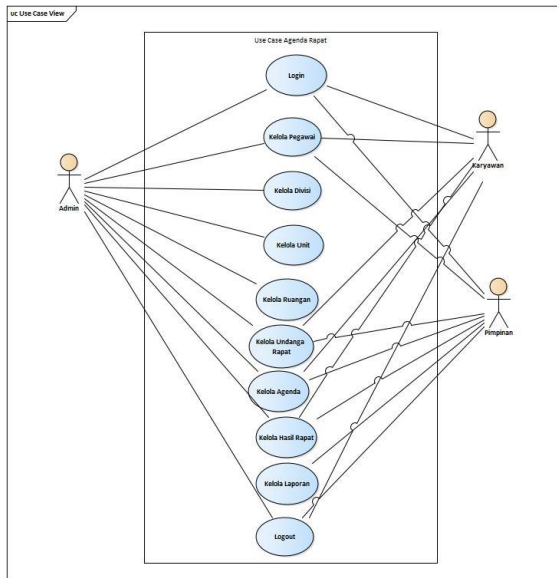 uc Use Case View
Use Case Agenda Rapat
Login
Kelola Pegawai
Karyawan
Admin
Kelola Divisi
Kelola Unit
Kelola Ruangan
Pimpinan
Kelola Undanga
Rapat
Kelola Agenda
Kelola Hasil Rapat
Kelola Laporan
Logout